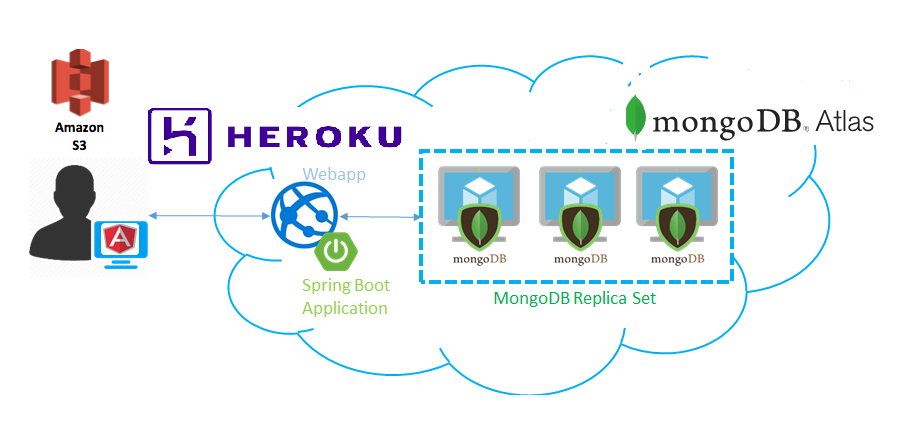 Amazon
S3
HEROKU
mongoDB® Atlas
Webapp
Spring Boot
Application
mongoDB
mongoDB
mongoDB
MongoDB Replica Set